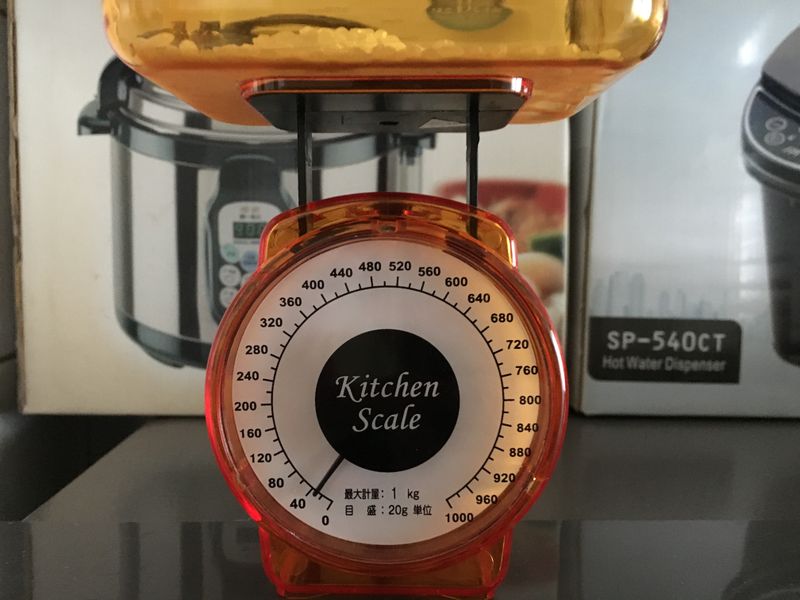 480 520
440 560
400 600
360 640
320 680
280 720
240 760
200 800
160 840
120 880
80 920
40 960
0 1000
Kitchen
Scale
最大計量: 1 kg
目 盛: 20g 単位
SP-540CT
Hot Water Dispenser